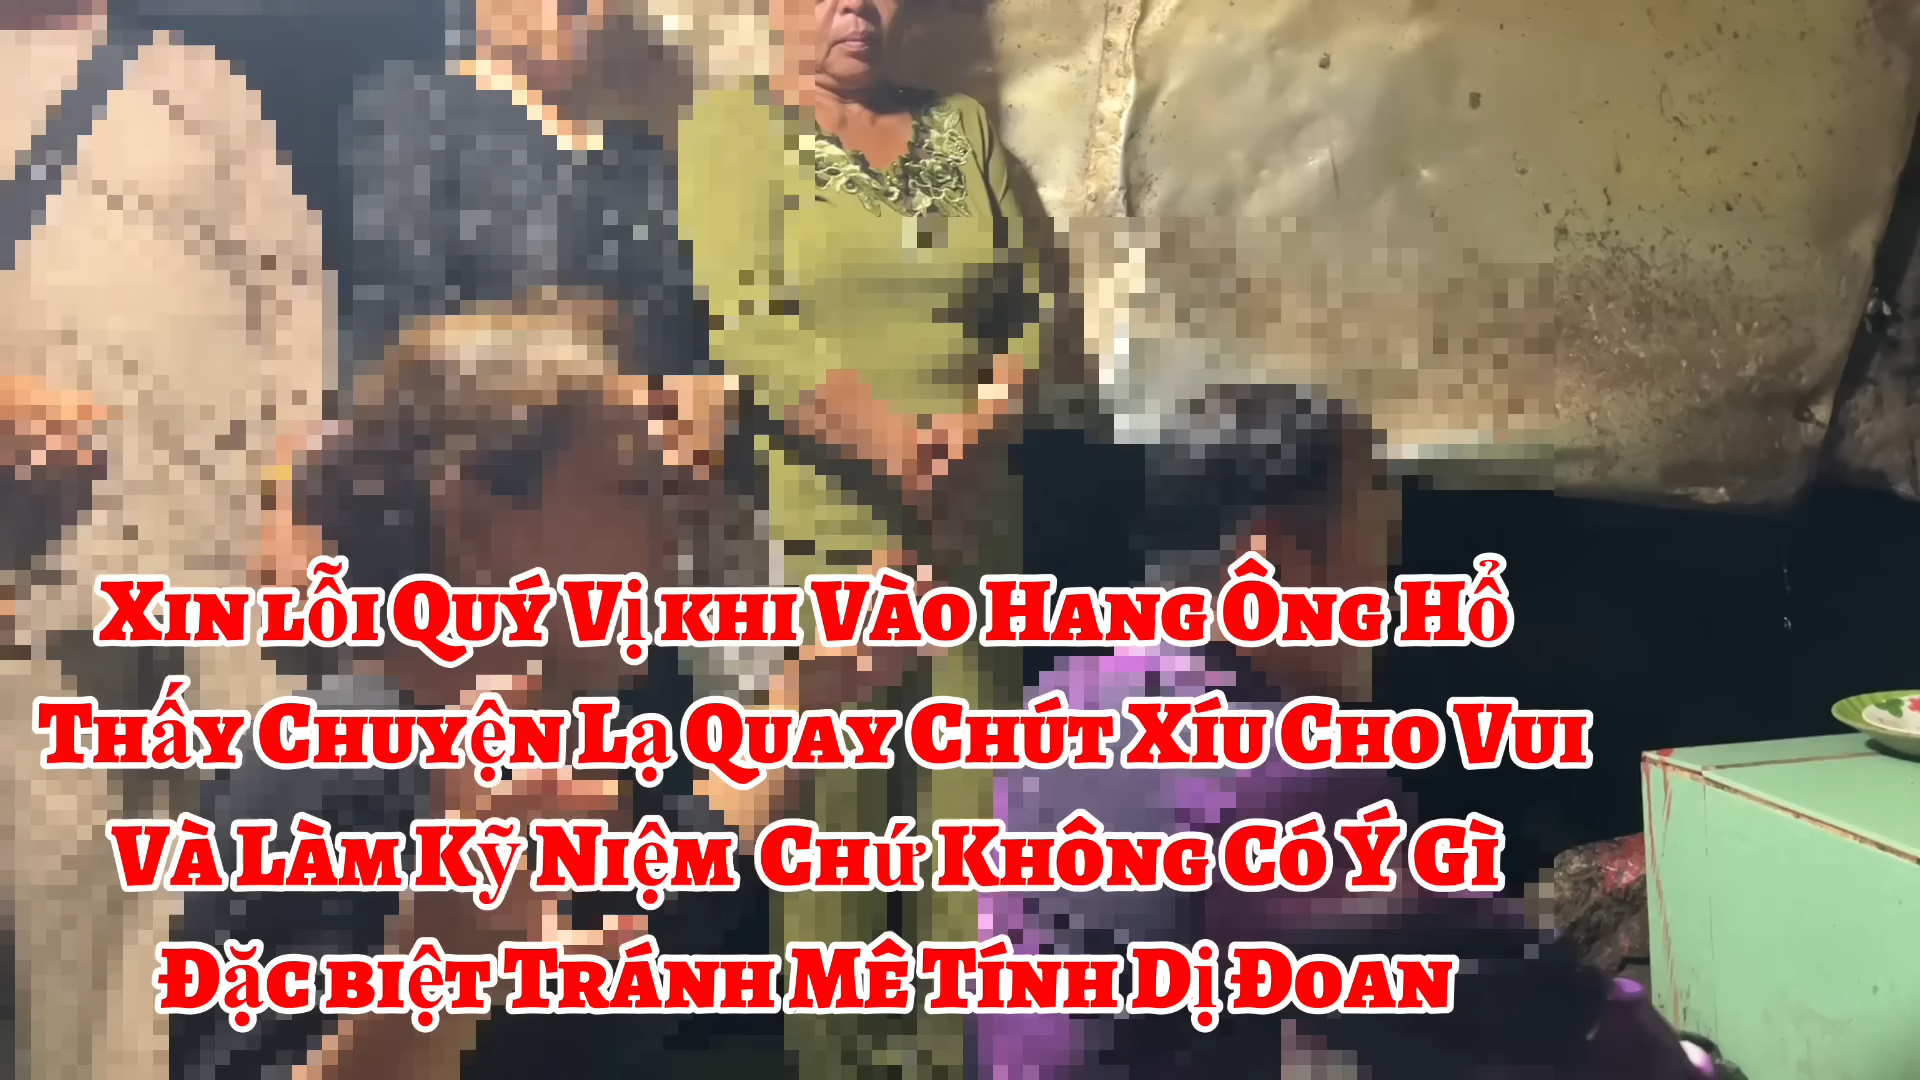 Xin lỗi Quý Vị khi Vào Hang Ông Hổ
Thấy Chuyện Lạ Quay Chút Xíu Cho Vui
Và Làm Kỹ Niệm Chứ Không Có Ý Gì
Đặc biệt Tránh Mê Tính Dị Đoan